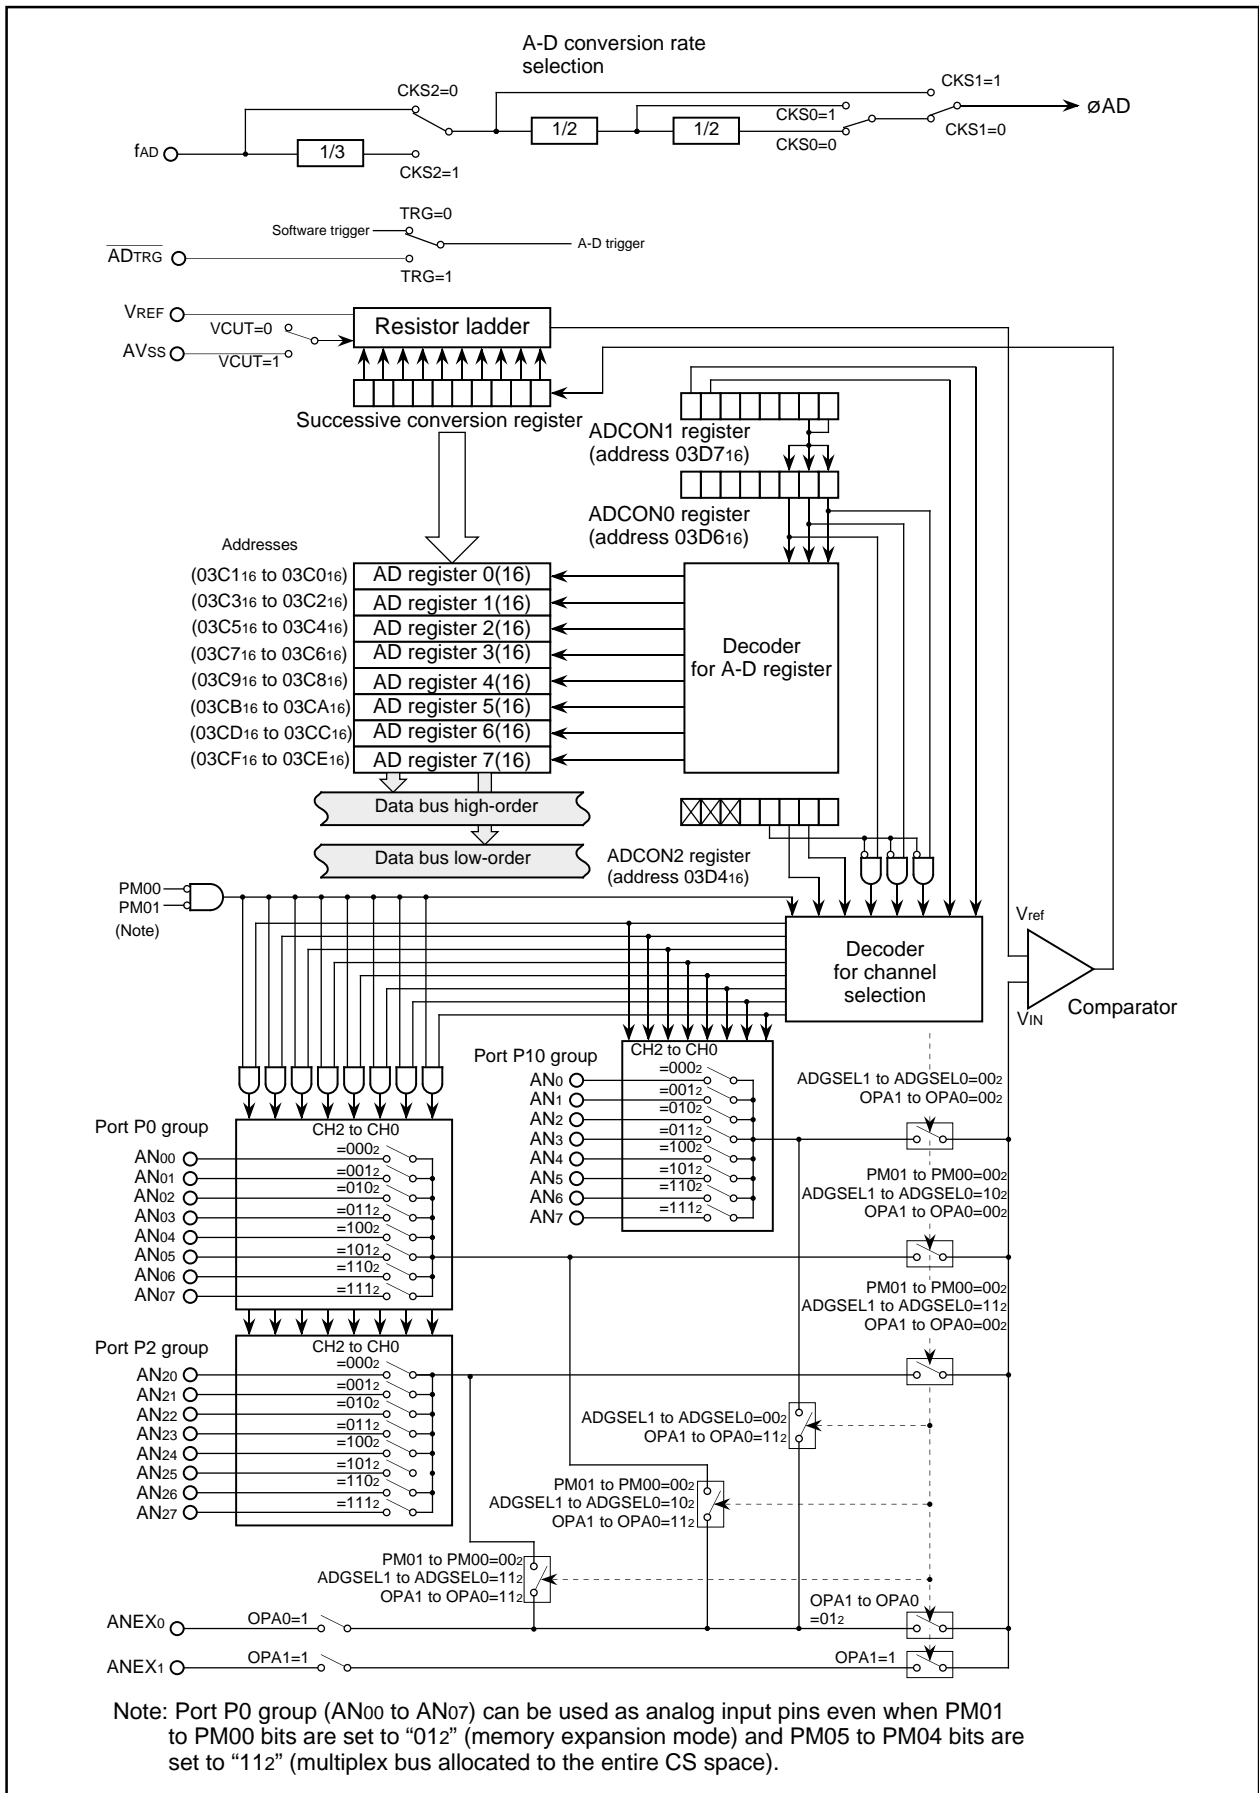 A-D conversion rate
selection
CKS2=0
CKS1=1
CKS0=1
øAD
1/2
1/2
CKS0=0
CKS1=0
fAD
1/3
CKS2=1
TRG=0
Software trigger
A-D trigger
ADTRG
TRG=1
VREF
VCUT=0
Resistor ladder
AVSS
VCUT=1
Successive conversion register
ADCON1 register
(address 03D716)
ADCON0 register
(address 03D616)
Addresses
(03C116 to 03C016) AD register 0(16)
(03C316 to 03C216) AD register 1(16)
(03C516 to 03C416) AD register 2(16)
(03C716 to 03C616) AD register 3(16)
(03C916 to 03C816) AD register 4(16)
(03CB16 to 03CA16) AD register 5(16)
(03CD16 to 03CC16) AD register 6(16)
(03CF16 to 03CE16) AD register 7(16)
Decoder
for A-D register
Data bus high-order
Data bus low-order
ADCON2 register
(address 03D416)
PM00
PM01
(Note)
Decoder
for channel
selection
Vref
VIN
Comparator
Port P10 group
CH2 to CH0
AN0 =0002
AN1 =0012
AN2 =0102
AN3 =0112
AN4 =1002
AN5 =1012
AN6 =1102
AN7 =1112
ADGSEL1 to ADGSEL0=002
OPA1 to OPA0=002
Port P0 group
CH2 to CH0
AN00 =0002
AN01 =0012
AN02 =0102
AN03 =0112
AN04 =1002
AN05 =1012
AN06 =1102
AN07 =1112
PM01 to PM00=002
ADGSEL1 to ADGSEL0=102
OPA1 to OPA0=002
PM01 to PM00=002
ADGSEL1 to ADGSEL0=112
OPA1 to OPA0=002
Port P2 group
CH2 to CH0
AN20 =0002
AN21 =0012
AN22 =0102
AN23 =0112
AN24 =1002
AN25 =1012
AN26 =1102
AN27 =1112
ADGSEL1 to ADGSEL0=002
OPA1 to OPA0=112
PM01 to PM00=002
ADGSEL1 to ADGSEL0=102
OPA1 to OPA0=112
PM01 to PM00=002
ADGSEL1 to ADGSEL0=112
OPA1 to OPA0=112
OPA1 to OPA0
=012
ANEX0
OPA0=1
ANEX1
OPA1=1
OPA1=1
Note: Port P0 group (AN00 to AN07) can be used as analog input pins even when PM01
to PM00 bits are set to “012” (memory expansion mode) and PM05 to PM04 bits are
set to “112” (multiplex bus allocated to the entire CS space).